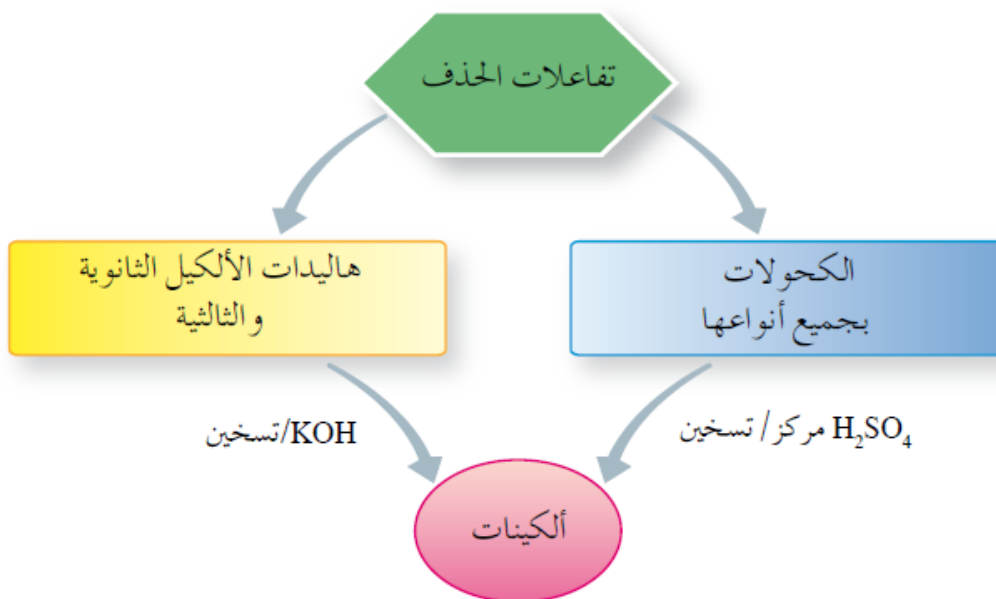 تفاعلات الحذف
الكحولات
بجميع أنواعها
هاليدات الألكيل الثانوية
والثالثية
H₂SO₄ مركز/ تسخين
KOH/تسخين
ألكينات